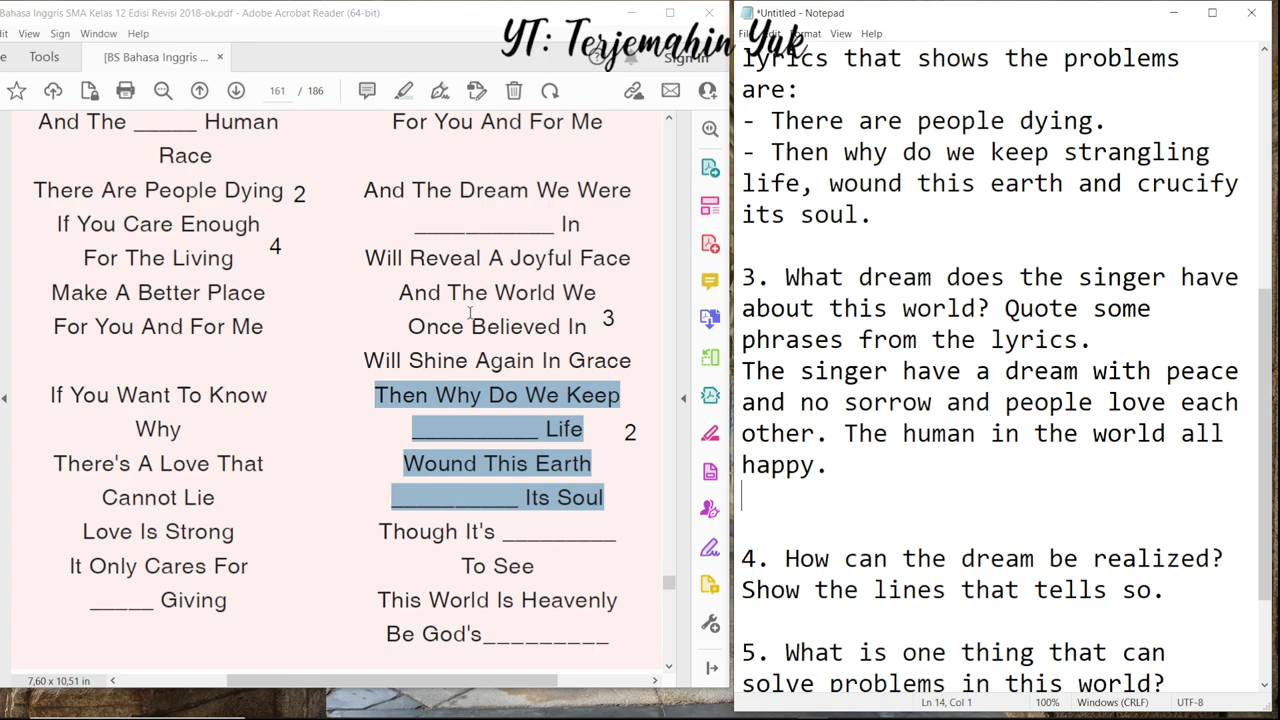 Bahasa Inggris SMA Kelas 12 Edisi Revisi 2018-ok.pdf - Adobe Acrobat Reader (64-bit)
dit View Sign Window Help
Tools
[BS Bahasa Inggris ... ×
Sign In
YT: Terjemahin Yuk
161 / 186
And The _____ Human
Race
There Are People Dying 2
If You Care Enough
For The Living 4
Make A Better Place
For You And For Me
If You Want To Know
Why
There's A Love That
Cannot Lie
Love Is Strong
It Only Cares For
_____ Giving
For You And For Me
And The Dream We Were
___________ In
Will Reveal A Joyful Face
And The World We
Once Believed In 3
Will Shine Again In Grace
Then Why Do We Keep
__________ Life 2
Wound This Earth
__________ Its Soul
Though It's _________
To See
This World Is Heavenly
Be God's__________
7,60 x 10,51 in
*Untitled - Notepad
Format View Help
lyrics that shows the problems
are:
- There are people dying.
- Then why do we keep strangling
life, wound this earth and crucify
its soul.
3. What dream does the singer have
about this world? Quote some
phrases from the lyrics.
The singer have a dream with peace
and no sorrow and people love each
other. The human in the world all
happy.
4. How can the dream be realized?
Show the lines that tells so.
5. What is one thing that can
solve problems in this world?
Ln 14, Col 1 100% Windows (CRLF) UTF-8